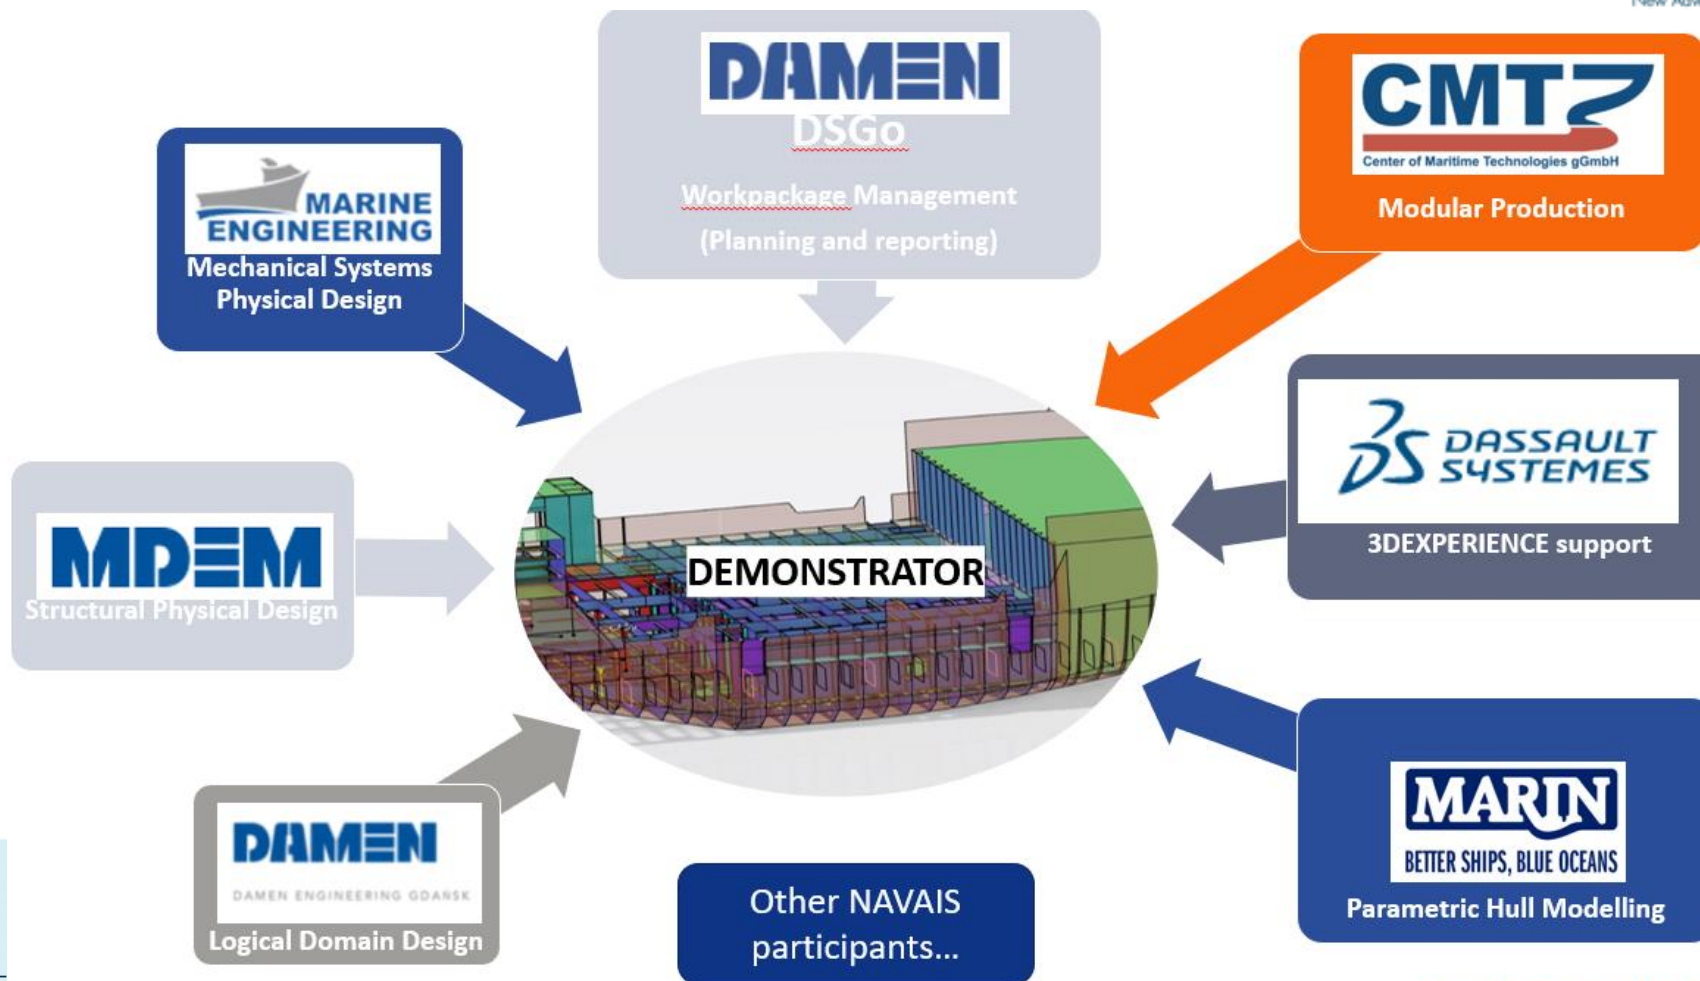 DAMEN
DSGo
Workpackage Management
(Planning and reporting)
CMT
Center of Maritime Technologies gGmbH
Modular Production
MARINE
ENGINEERING
Mechanical Systems
Physical Design
DASSAULT
SYSTEMES
3DEXPERIENCE support
MDEM
Structural Physical Design
DEMONSTRATOR
MARIN
BETTER SHIPS, BLUE OCEANS
Parametric Hull Modelling
DAMEN
DAMEN ENGINEERING GDANSK
Logical Domain Design
Other NAVAIS
participants...